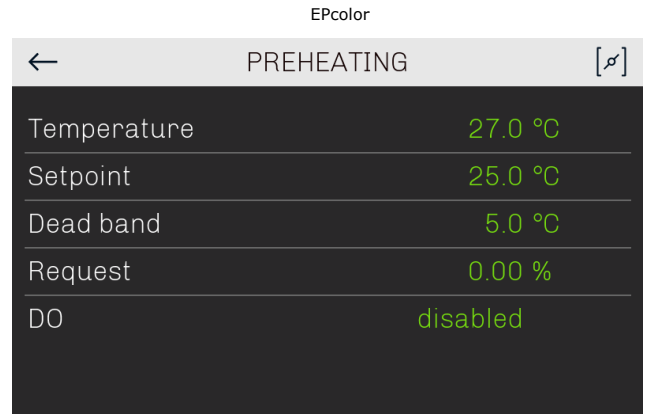 EPcolor
PREHEATING
Temperature 27.0 °C
Setpoint 25.0 °C
Dead band 5.0 °C
Request 0.00 %
DO disabled